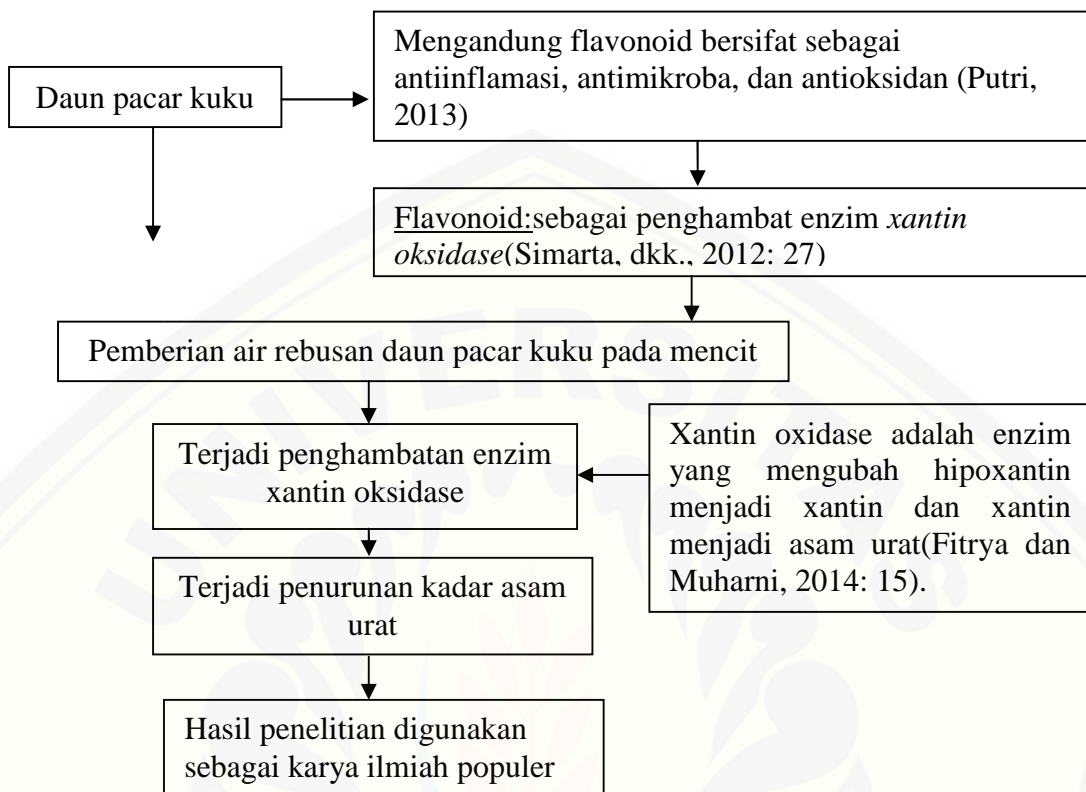 Mengandung flavonoid bersifat sebagai
antiinflamasi, antimikroba, dan antioksidan (Putri,
2013)
Daun pacar kuku
Flavonoid:sebagai penghambat enzim xantin
oksidase(Simarta, dkk., 2012: 27)
Pemberian air rebusan daun pacar kuku pada mencit
Terjadi penghambatan enzim
xantin oksidase
Xantin oxidase adalah enzim
yang mengubah hipoxantin
menjadi xantin dan xantin
menjadi asam urat(Fitrya dan
Muharni, 2014: 15).
Terjadi penurunan kadar asam
urat
Hasil penelitian digunakan
sebagai karya ilmiah populer
UNIVERSITAS